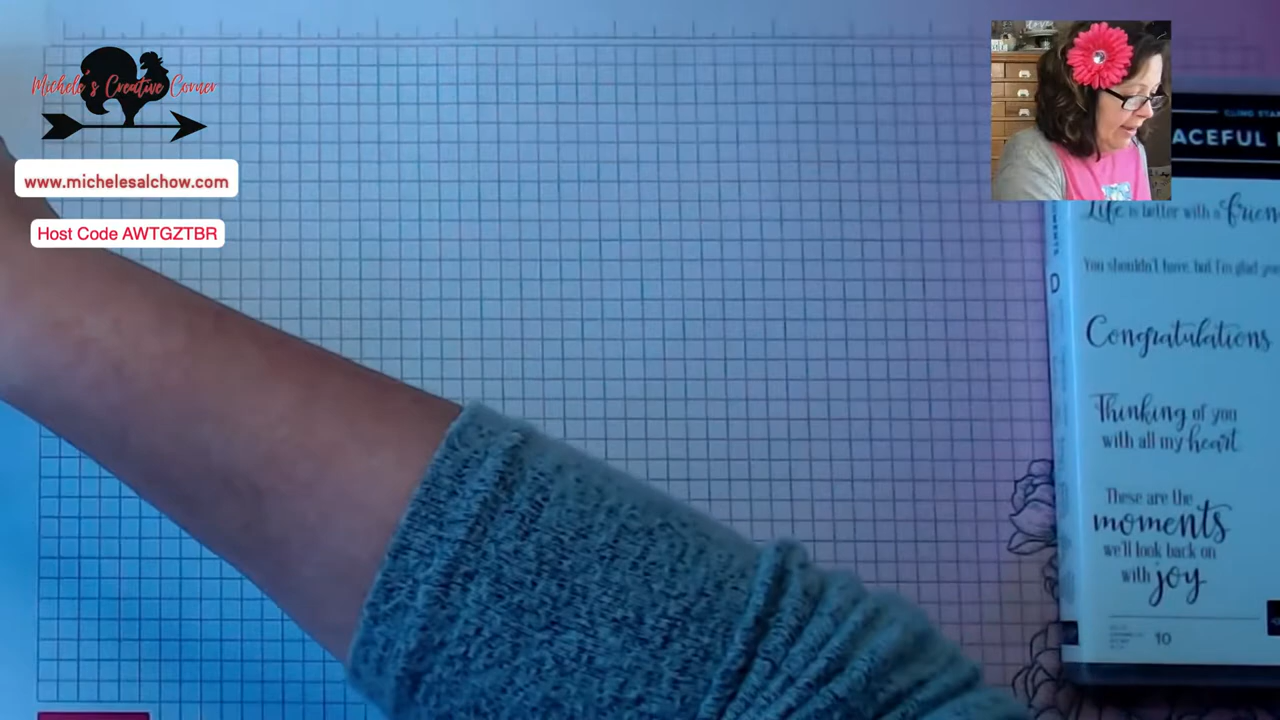 Michele's Creative Corner
www.michelesalchow.com
Host Code AWTGZTBR
CLING STA
ACEFUL
Life is better with a frien
You shouldn't have, but I'm glad you
Congratulations
Thinking of you
with all my heart
These are the
moments
we'll look back on
with joy
10